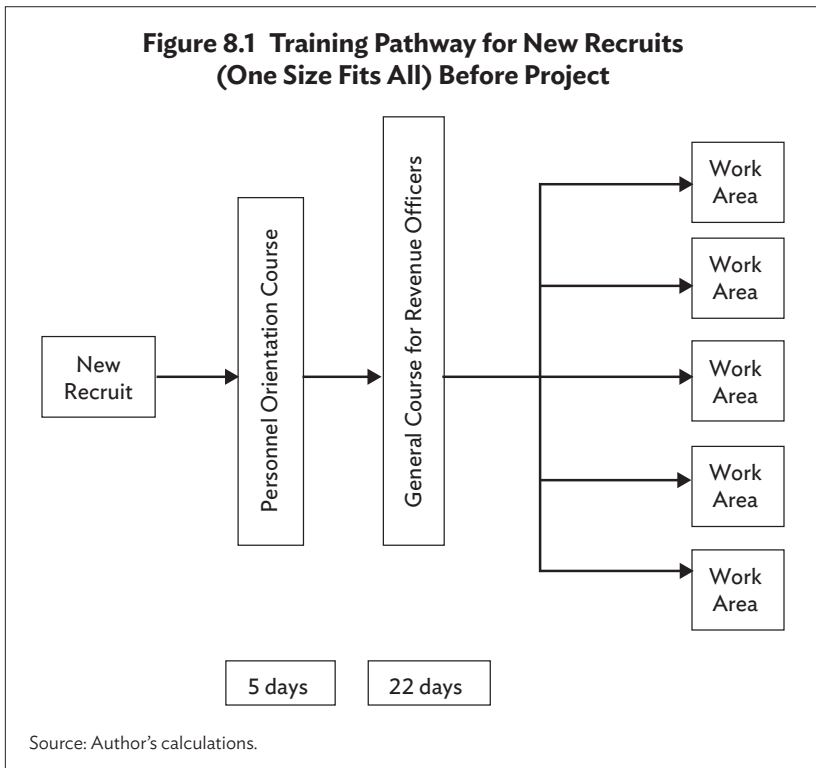 Figure 8.1 Training Pathway for New Recruits
(One Size Fits All) Before Project
New
Recruit
Personnel Orientation Course
General Course for Revenue Officers
Work
Area
Work
Area
Work
Area
Work
Area
Work
Area
5 days
22 days
Source: Author’s calculations.